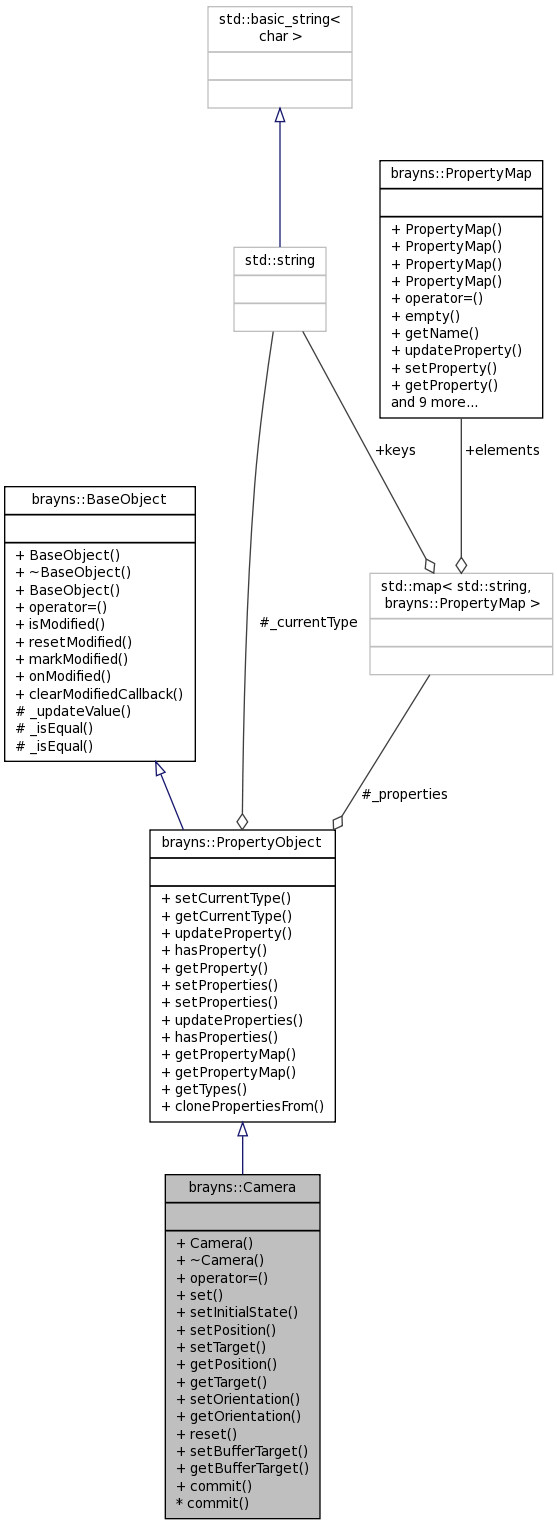 std::basic_string<
char >
brayns::PropertyMap
+ PropertyMap()
+ PropertyMap()
+ PropertyMap()
+ PropertyMap()
+ operator=()
+ empty()
+ getName()
+ updateProperty()
+ setProperty()
+ getProperty()
and 9 more...
std::string
+keys
+elements
brayns::BaseObject
+ BaseObject()
+ ~BaseObject()
+ BaseObject()
+ operator=()
+ isModified()
+ resetModified()
+ markModified()
+ onModified()
+ clearModifiedCallback()
# _updateValue()
# _isEqual()
# _isEqual()
std::map< std::string,
brayns::PropertyMap >
#_currentType
#_properties
brayns::PropertyObject
+ setCurrentType()
+ getCurrentType()
+ updateProperty()
+ hasProperty()
+ getProperty()
+ setProperties()
+ setProperties()
+ updateProperties()
+ hasProperties()
+ getPropertyMap()
+ getPropertyMap()
+ getTypes()
+ clonePropertiesFrom()
brayns::Camera
+ Camera()
+ ~Camera()
+ operator=()
+ set()
+ setInitialState()
+ setPosition()
+ setTarget()
+ getPosition()
+ getTarget()
+ setOrientation()
+ getOrientation()
+ reset()
+ setBufferTarget()
+ getBufferTarget()
+ commit()
* commit()